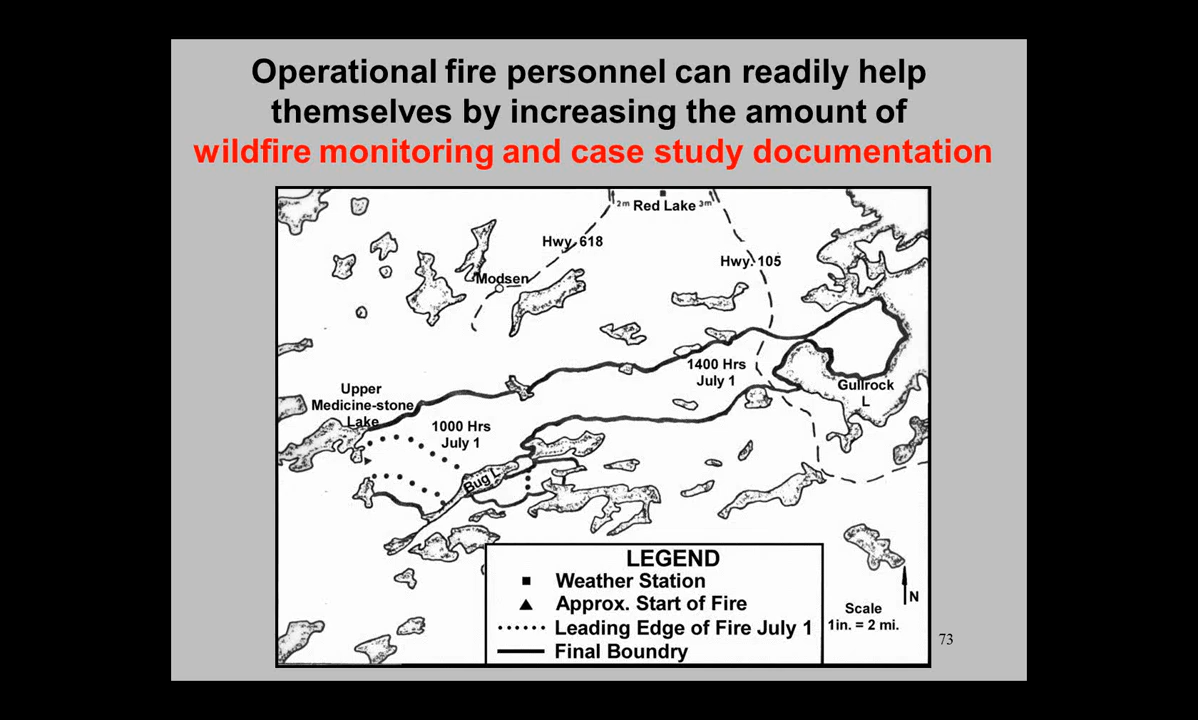 Operational fire personnel can readily help
themselves by increasing the amount of
wildfire monitoring and case study documentation
2m Red Lake 3m
Hwy. 618
Hwy. 105
Modsen
1400 Hrs
July 1
Gullrock
L
Upper
Medicine-stone
Lake
1000 Hrs
July 1
Bug L
LEGEND
Weather Station
Approx. Start of Fire
Leading Edge of Fire July 1
Final Boundry
N
Scale
1in. = 2 mi.
73